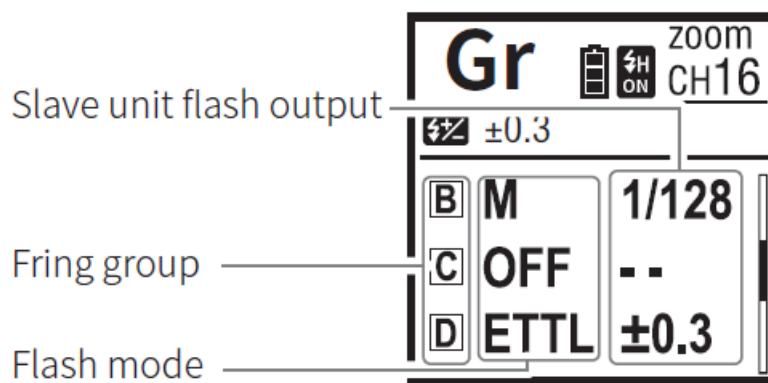 Gr
zoom
H
ON
CH16
Slave unit flash output
±0.3
B M 1/128
Fring group
C OFF - -
D ETTL ±0.3
Flash mode